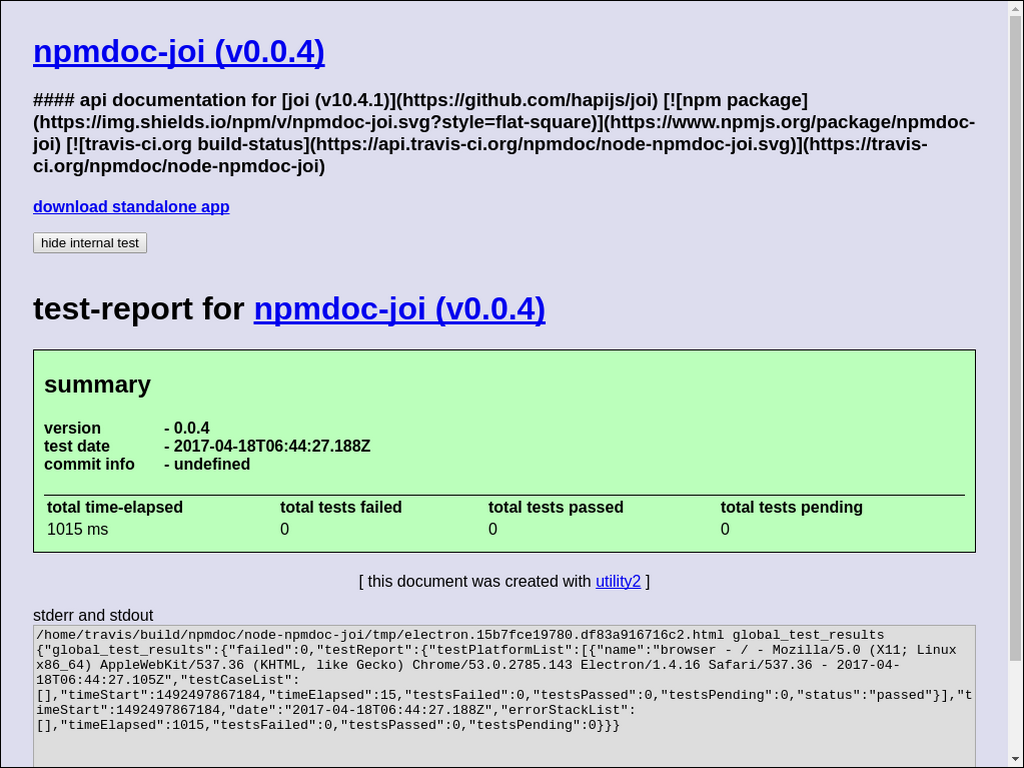 npmdoc-joi (v0.0.4)
#### api documentation for [joi (v10.4.1)](https://github.com/hapijs/joi) [![npm package]
(https://img.shields.io/npm/v/npmdoc-joi.svg?style=flat-square)](https://www.npmjs.org/package/npmdoc-
joi) [![travis-ci.org build-status](https://api.travis-ci.org/npmdoc/node-npmdoc-joi.svg)](https://travis-
ci.org/npmdoc/node-npmdoc-joi)
download standalone app
hide internal test
test-report for npmdoc-joi (v0.0.4)
summary
version - 0.0.4
test date - 2017-04-18T06:44:27.188Z
commit info - undefined
total time-elapsed total tests failed total tests passed total tests pending
1015 ms 0 0 0
[ this document was created with utility2 ]
stderr and stdout
/home/travis/build/npmdoc/node-npmdoc-joi/tmp/electron.15b7fce19780.df83a916716c2.html global_test_results
{"global_test_results":{"failed":0,"testReport":{"testPlatformList":[{"name":"browser - / - Mozilla/5.0 (X11; Linux
x86_64) AppleWebKit/537.36 (KHTML, like Gecko) Chrome/53.0.2785.143 Electron/1.4.16 Safari/537.36 - 2017-04-
18T06:44:27.105Z","testCaseList":
[],"timeStart":1492497867184,"timeElapsed":15,"testsFailed":0,"testsPassed":0,"testsPending":0,"status":"passed"}],"t
imeStart":1492497867184,"date":"2017-04-18T06:44:27.188Z","errorStackList":
[],"timeElapsed":1015,"testsFailed":0,"testsPassed":0,"testsPending":0}}}